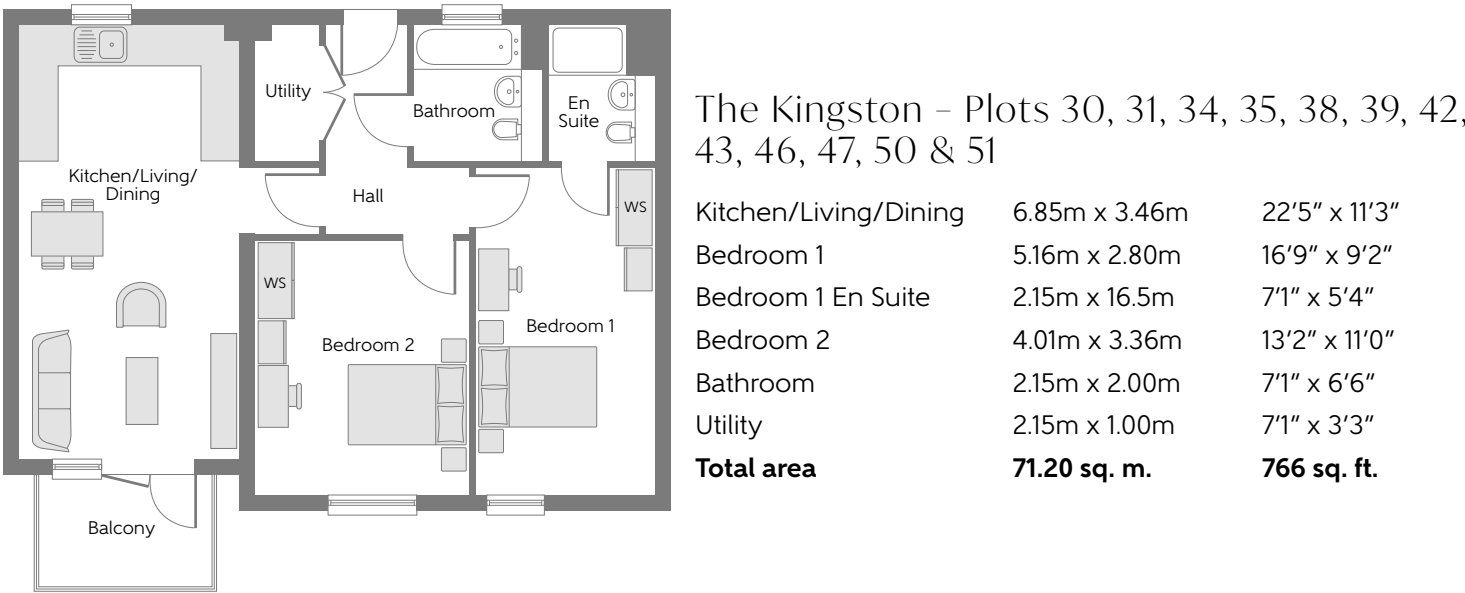 Utility
Bathroom
En
Suite
Kitchen/Living/
Dining
Hall
WS
WS
Bedroom 1
Bedroom 2
Balcony
The Kingston – Plots 30, 31, 34, 35, 38, 39, 42,
43, 46, 47, 50 & 51
Kitchen/Living/Dining 6.85m x 3.46m 22’5” x 11’3”
Bedroom 1 5.16m x 2.80m 16’9” x 9’2”
Bedroom 1 En Suite 2.15m x 16.5m 7’1” x 5’4”
Bedroom 2 4.01m x 3.36m 13’2” x 11’0”
Bathroom 2.15m x 2.00m 7’1” x 6’6”
Utility 2.15m x 1.00m 7’1” x 3’3”
Total area 71.20 sq. m. 766 sq. ft.